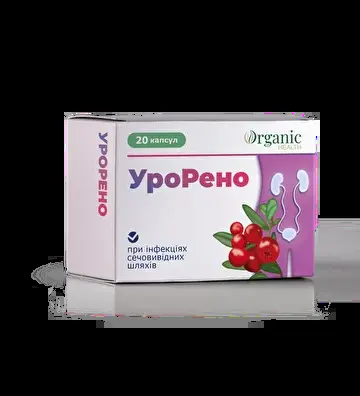 20 капсул
Organic
HEALTH
УроРено
УРОРЕНО
при інфекціях
сечовивідних
шляхів